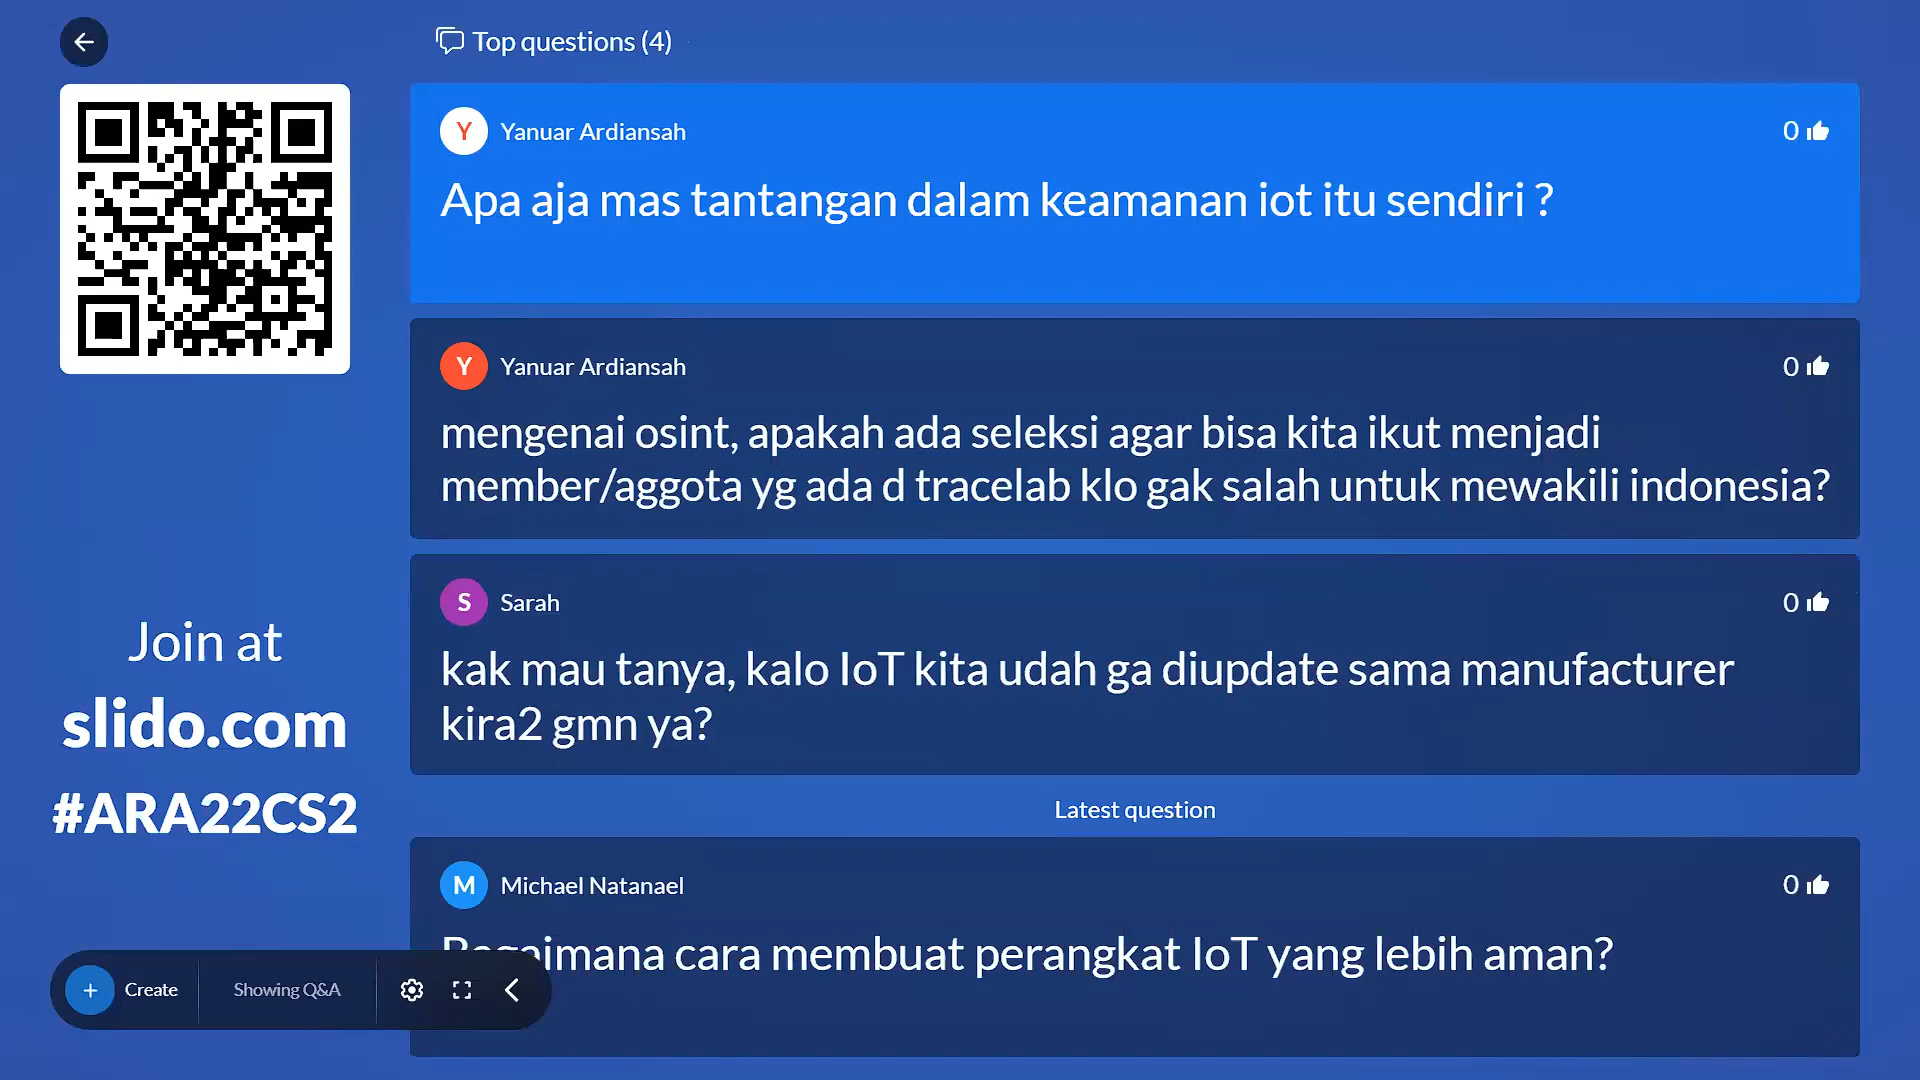 Top questions (4)
Y Yanuar Ardiansah 0
Apa aja mas tantangan dalam keamanan iot itu sendiri ?
Y Yanuar Ardiansah 0
mengenai osint, apakah ada seleksi agar bisa kita ikut menjadi
member/aggota yg ada d tracelab klo gak salah untuk mewakili indonesia?
S Sarah 0
kak mau tanya, kalo IoT kita udah ga diupdate sama manufacturer
kira2 gmn ya?
Latest question
M Michael Natanael 0
Bagaimana cara membuat perangkat IoT yang lebih aman?
Join at
slido.com
#ARA22CS2
+ Create Showing Q&A